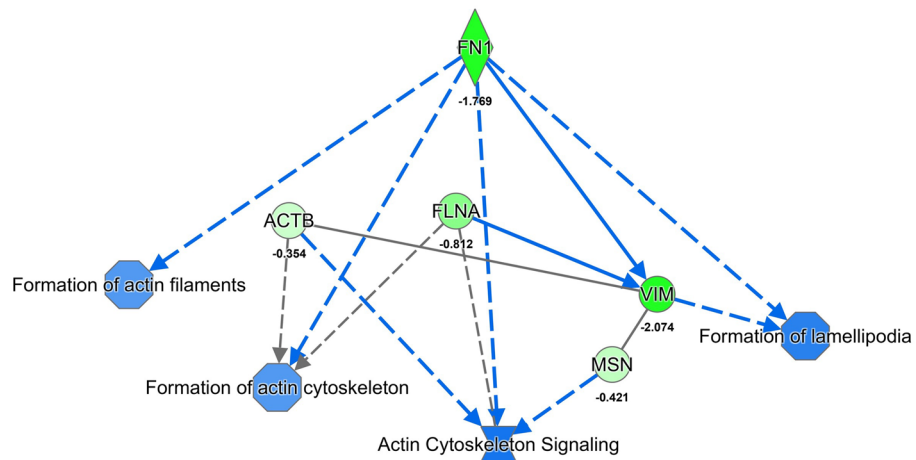 FN1
-1.769
ACTB
-0.354
FLNA
-0.812
Formation of actin filaments
VIM
-2.074
Formation of lamellipodia
MSN
-0.421
Formation of actin cytoskeleton
Actin Cytoskeleton Signaling